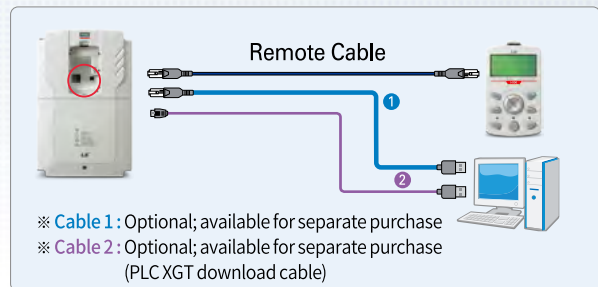 Remote Cable
1
2
LS
※ Cable 1 : Optional; available for separate purchase
※ Cable 2 : Optional; available for separate purchase
(PLC XGT download cable)